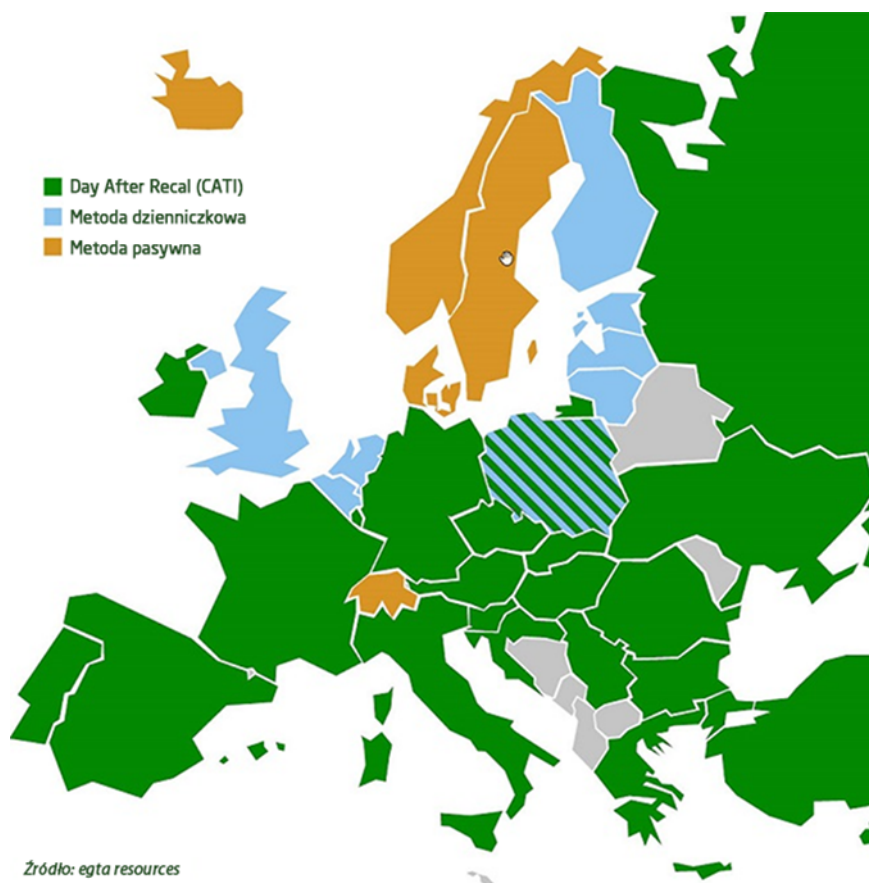 Day After Recal (CATI)
Metoda dzienniczkowa
Metoda pasywna
Źródło: egta resources